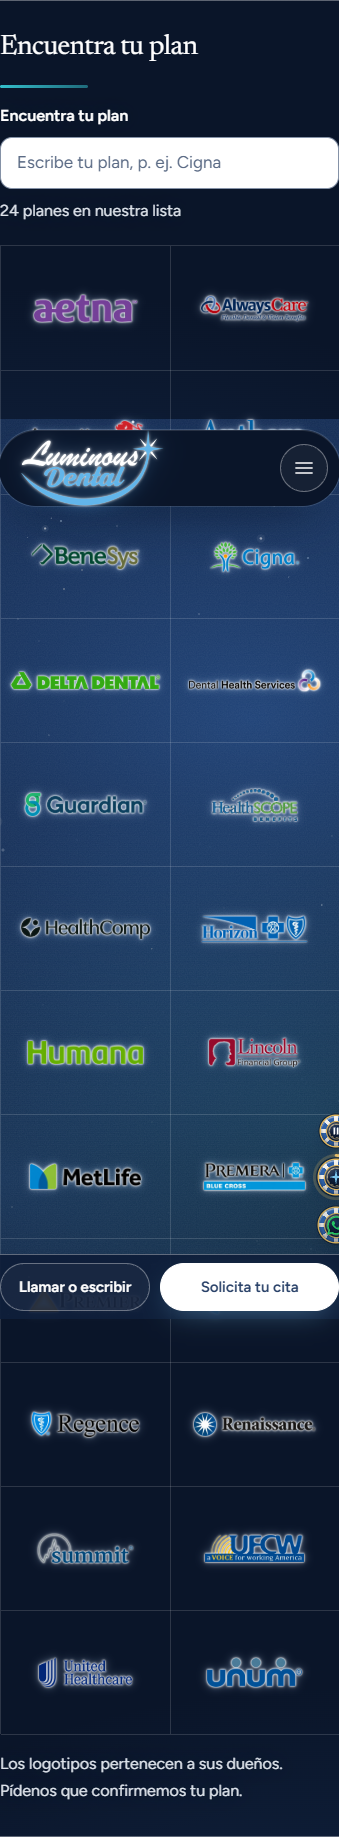 Encuentra tu plan
Encuentra tu plan
Escribe tu plan, p. ej. Cigna
24 planes en nuestra lista
aetna
AlwaysCare
Luminous
Dental
BeneSys
Cigna
DELTA DENTAL
Dental Health Services
Guardian
HealthSCOPE
BENEFITS
HealthComp
Horizon
Humana
Lincoln
Financial Group
MetLife
PREMERA
BLUE CROSS
Llamar o escribir
Solicita tu cita
Regence
Renaissance
summit
UFCW
a VOICE for working America
United
Healthcare
unum
Los logotipos pertenecen a sus dueños.
Pídenos que confirmemos tu plan.